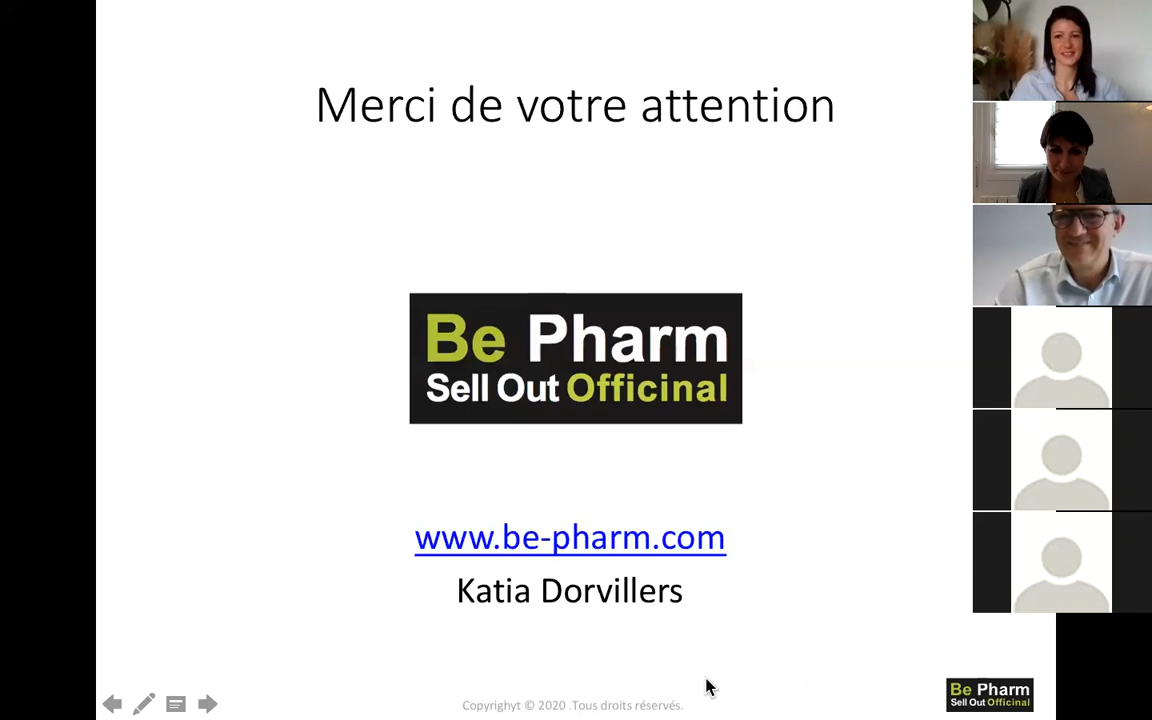 Merci de votre attention
Be Pharm
Sell Out Officinal
www.be-pharm.com
Katia Dorvillers
Copyrighyt © 2020 .Tous droits réservés.
Be Pharm
Sell Out Officinal